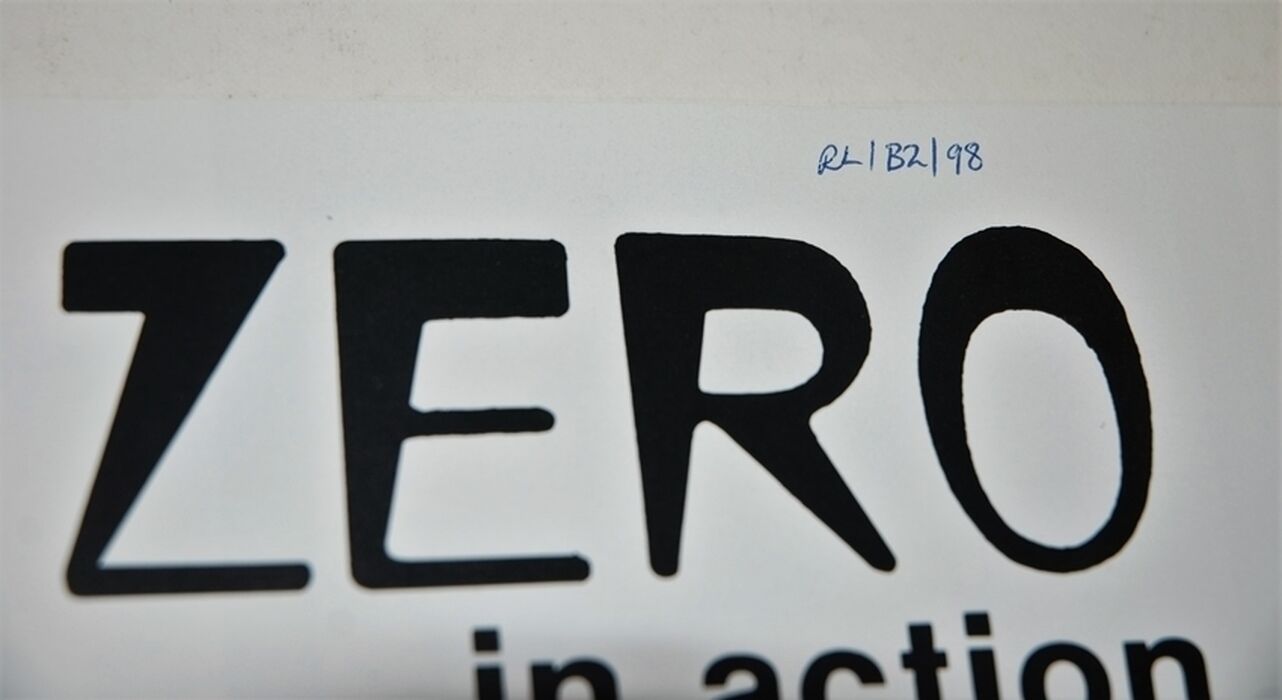 RL/B2/98
ZERO
in action